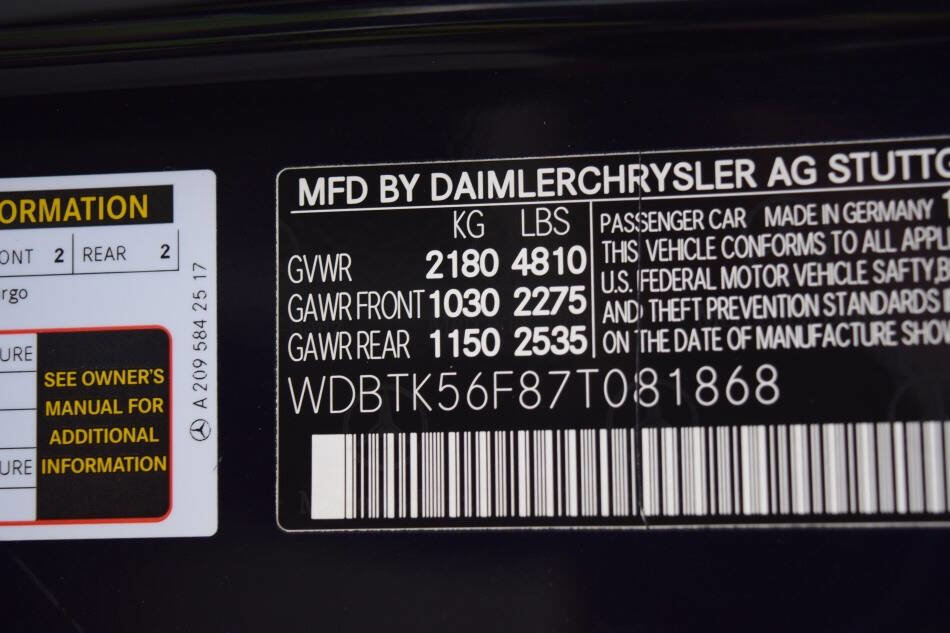 ORMATION
ONT 2 REAR 2
argo
URE
SEE OWNER'S
MANUAL FOR
ADDITIONAL
INFORMATION
URE
A 209 584 25 17
MFD BY DAIMLERCHRYSLER AG STUTTG
KG LBS
GVWR 2180 4810
GAWR FRONT 1030 2275
GAWR REAR 1150 2535
PASSENGER CAR MADE IN GERMANY 1
THIS VEHICLE CONFORMS TO ALL APPL
U.S. FEDERAL MOTOR VEHICLE SAFTY,B
AND THEFT PREVENTION STANDARDS I
ON THE DATE OF MANUFACTURE SHOW
WDBTK56F87T081868